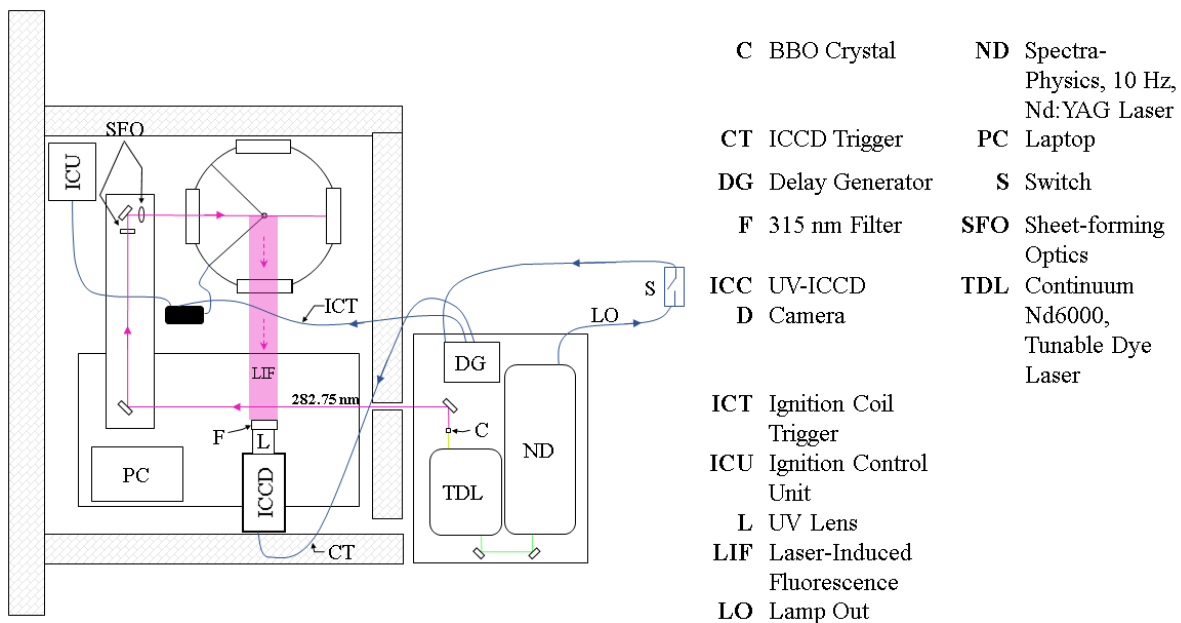 SFO
ICU
S
ICT
LO
DG
LIF
282.75 nm
F
L
C
ND
PC
ICCD
TDL
CT
C BBO Crystal
CT ICCD Trigger
DG Delay Generator
F 315 nm Filter
ICC UV-ICCD
D Camera
ICT Ignition Coil
Trigger
ICU Ignition Control
Unit
L UV Lens
LIF Laser-Induced
Fluorescence
LO Lamp Out
ND Spectra-
Physics, 10 Hz,
Nd:YAG Laser
PC Laptop
S Switch
SFO Sheet-forming
Optics
TDL Continuum
Nd6000,
Tunable Dye
Laser